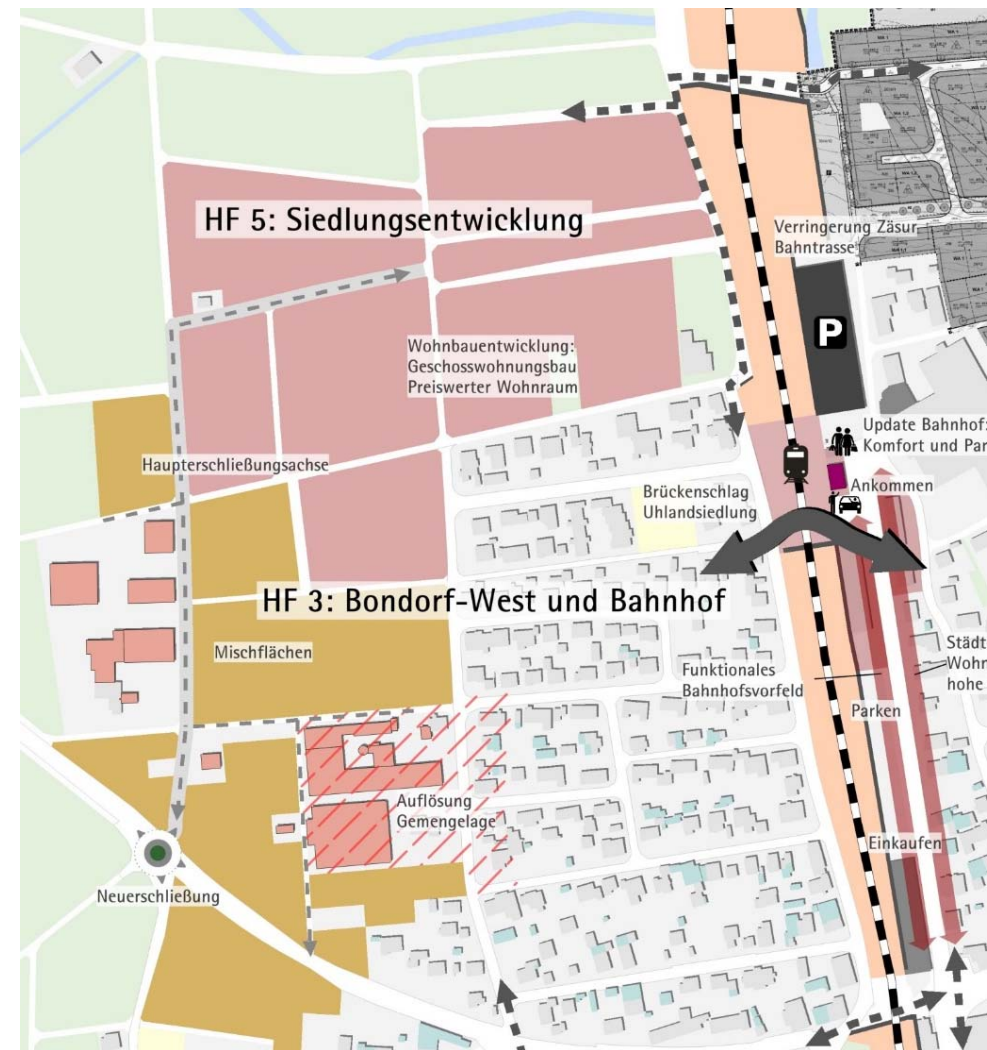 HF 5: Siedlungsentwicklung
Verringerung Zäsur
Bahntrasse
P
Wohnbauentwicklung:
Geschosswohnungsbau
Preiswerter Wohnraum
Update Bahnhof:
Komfort und Par
Haupterschließungsachse
Ankommen
Brückenschlag
Uhlandsiedlung
HF 3: Bondorf-West und Bahnhof
Mischflächen
Städt
Wohn
hohe
Funktionales
Bahnhofsvorfeld
Parken
Auflösung
Gemengelage
Einkaufen
Neuerschließung